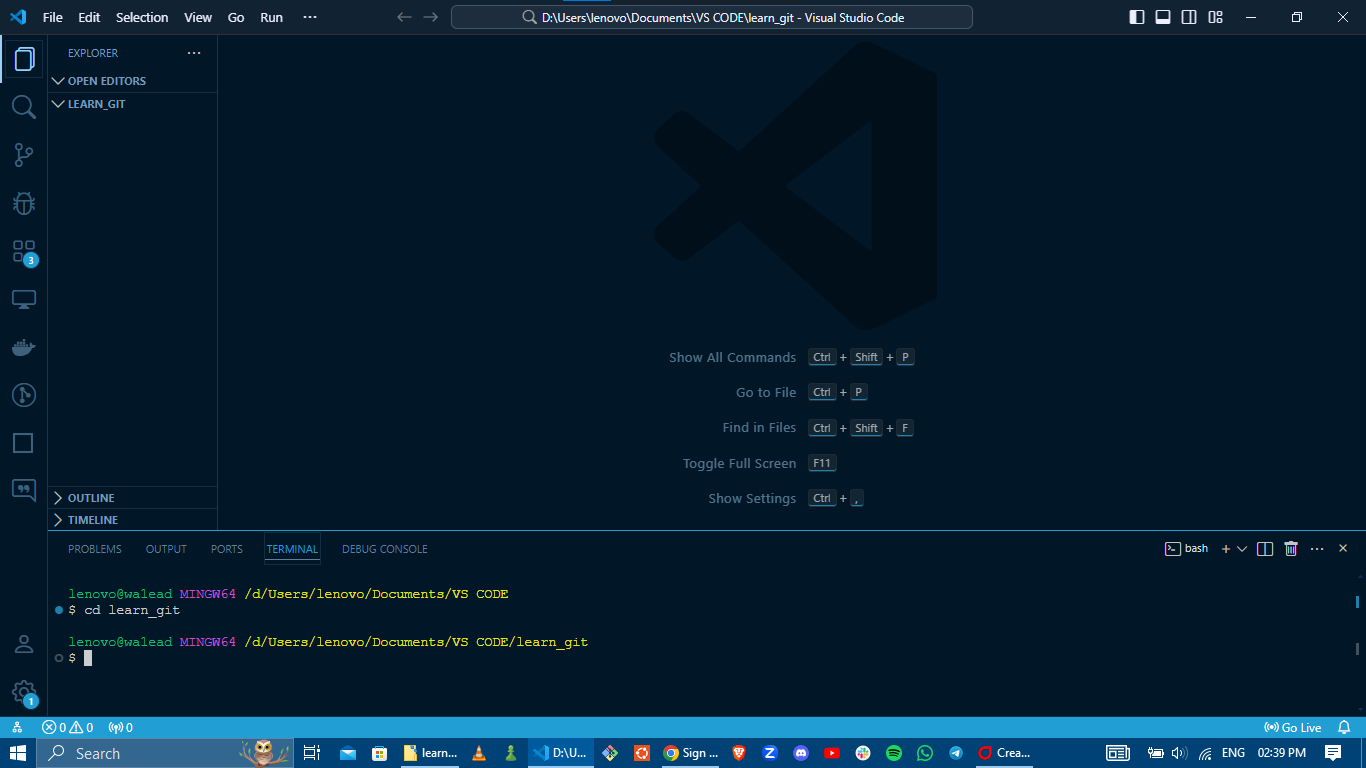 File Edit Selection View Go Run ···
D:\Users\lenovo\Documents\VS CODE\learn_git - Visual Studio Code
EXPLORER
OPEN EDITORS
LEARN_GIT
3
Show All Commands Ctrl + Shift + P
Go to File Ctrl + P
Find in Files Ctrl + Shift + F
Toggle Full Screen F11
Show Settings Ctrl + ,
OUTLINE
TIMELINE
PROBLEMS OUTPUT PORTS TERMINAL DEBUG CONSOLE
bash
lenovo@walead MINGW64 /d/Users/lenovo/Documents/VS CODE
$ cd learn_git
lenovo@walead MINGW64 /d/Users/lenovo/Documents/VS CODE/learn_git
$
1
0 0 0
Go Live
Search
learn... D:\U... Sign ... Crea...
ENG 02:39 PM